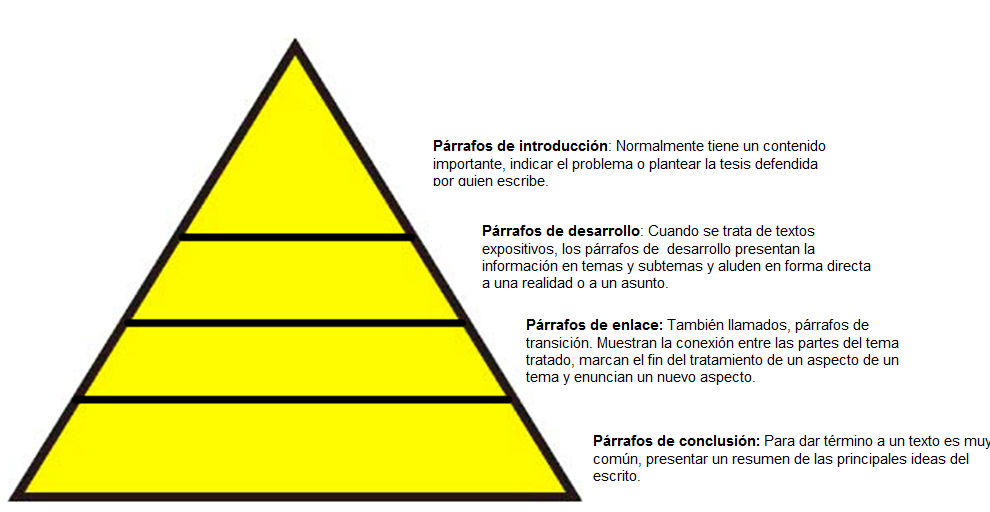 Párrafos de introducción: Normalmente tiene un contenido
importante, indicar el problema o plantear la tesis defendida
por quien escribe.
Párrafos de desarrollo: Cuando se trata de textos
expositivos, los párrafos de desarrollo presentan la
información en temas y subtemas y aluden en forma directa
a una realidad o a un asunto.
Párrafos de enlace: También llamados, párrafos de
transición. Muestran la conexión entre las partes del tema
tratado, marcan el fin del tratamiento de un aspecto de un
tema y enuncian un nuevo aspecto.
Párrafos de conclusión: Para dar término a un texto es muy
común, presentar un resumen de las principales ideas del
escrito.